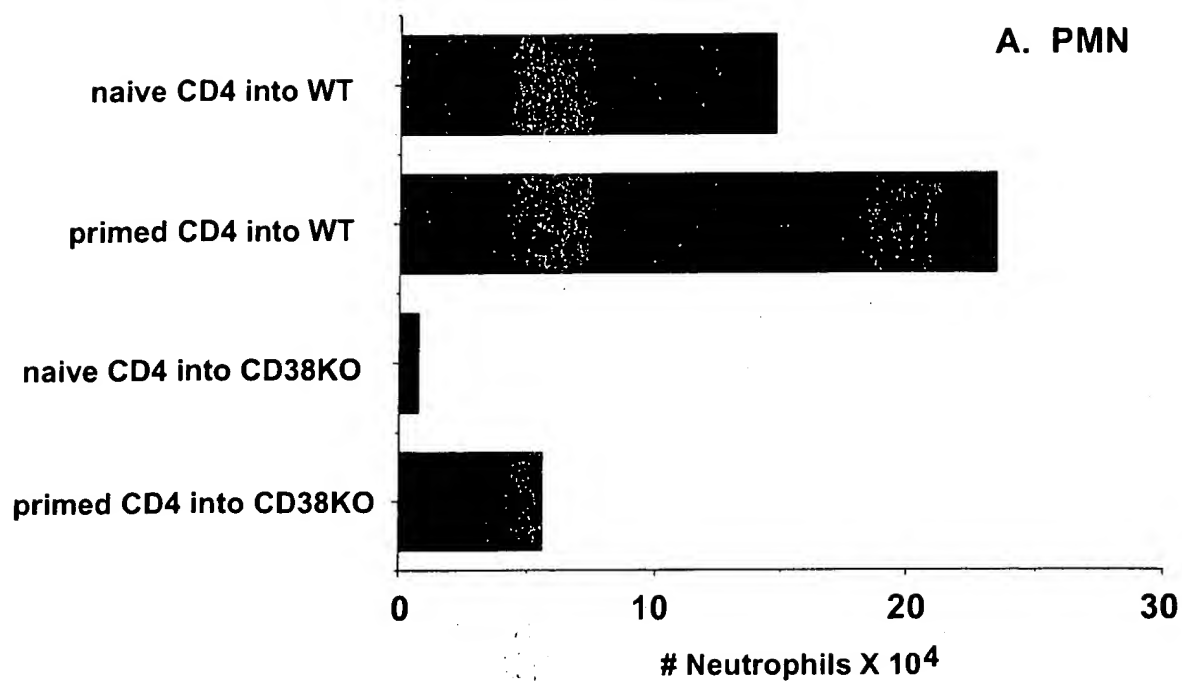 A. PMN
naive CD4 into WT
primed CD4 into WT
naive CD4 into CD38KO
primed CD4 into CD38KO
0 10 20 30
# Neutrophils X 10⁴